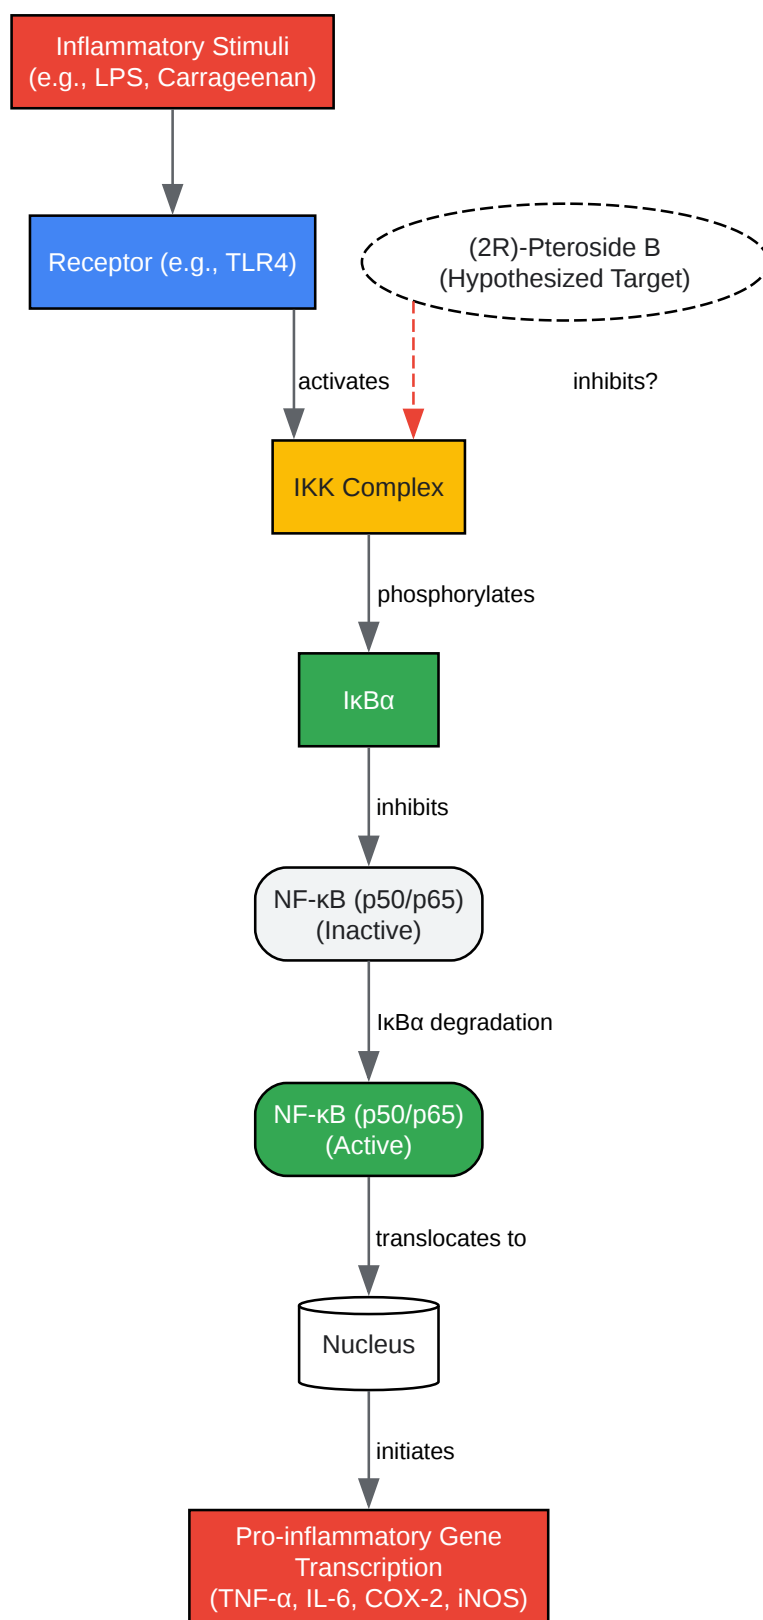 Inflammatory Stimuli
(e.g., LPS, Carrageenan)
Receptor (e.g., TLR4)
(2R)-Pteroside B
(Hypothesized Target)
activates
inhibits?
IKK Complex
phosphorylates
IκBα
inhibits
NF-κB (p50/p65)
(Inactive)
IκBα degradation
NF-κB (p50/p65)
(Active)
translocates to
Nucleus
initiates
Pro-inflammatory Gene
Transcription
(TNF-α, IL-6, COX-2, iNOS)